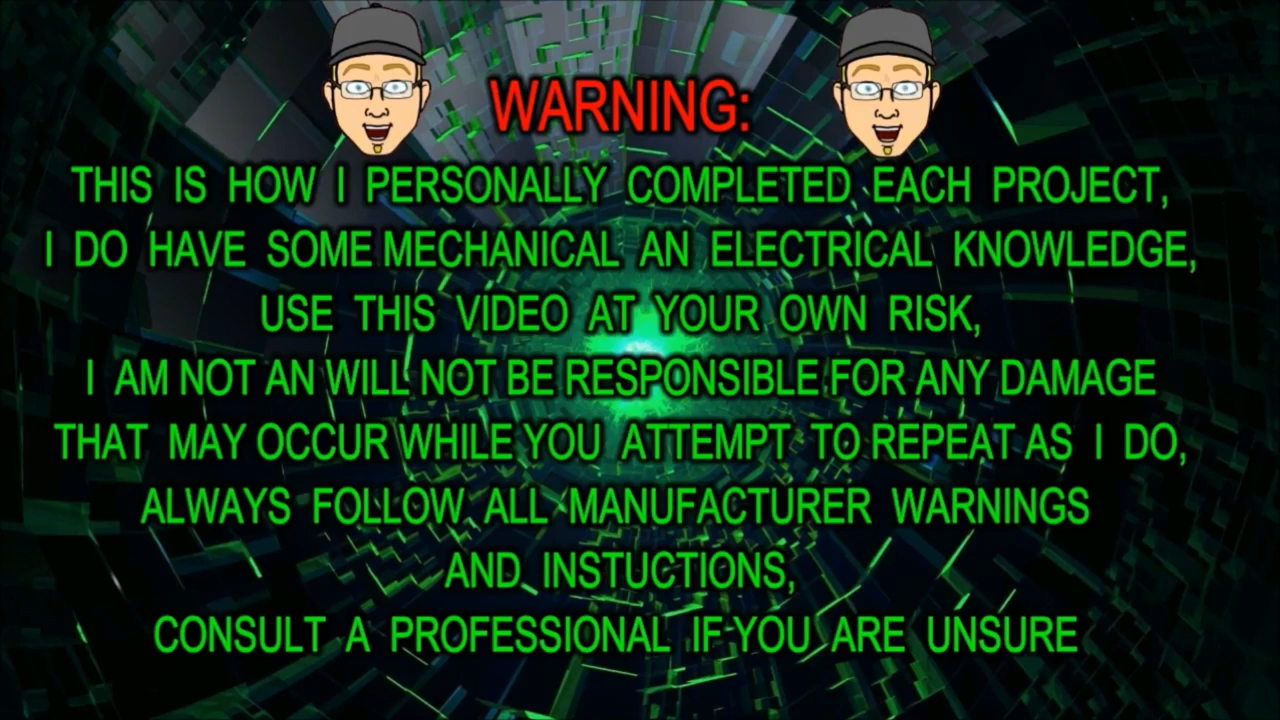 WARNING:
THIS IS HOW I PERSONALLY COMPLETED EACH PROJECT,
I DO HAVE SOME MECHANICAL AN ELECTRICAL KNOWLEDGE,
USE THIS VIDEO AT YOUR OWN RISK,
I AM NOT AN WILL NOT BE RESPONSIBLE FOR ANY DAMAGE
THAT MAY OCCUR WHILE YOU ATTEMPT TO REPEAT AS I DO,
ALWAYS FOLLOW ALL MANUFACTURER WARNINGS
AND INSTUCTIONS,
CONSULT A PROFESSIONAL IF YOU ARE UNSURE